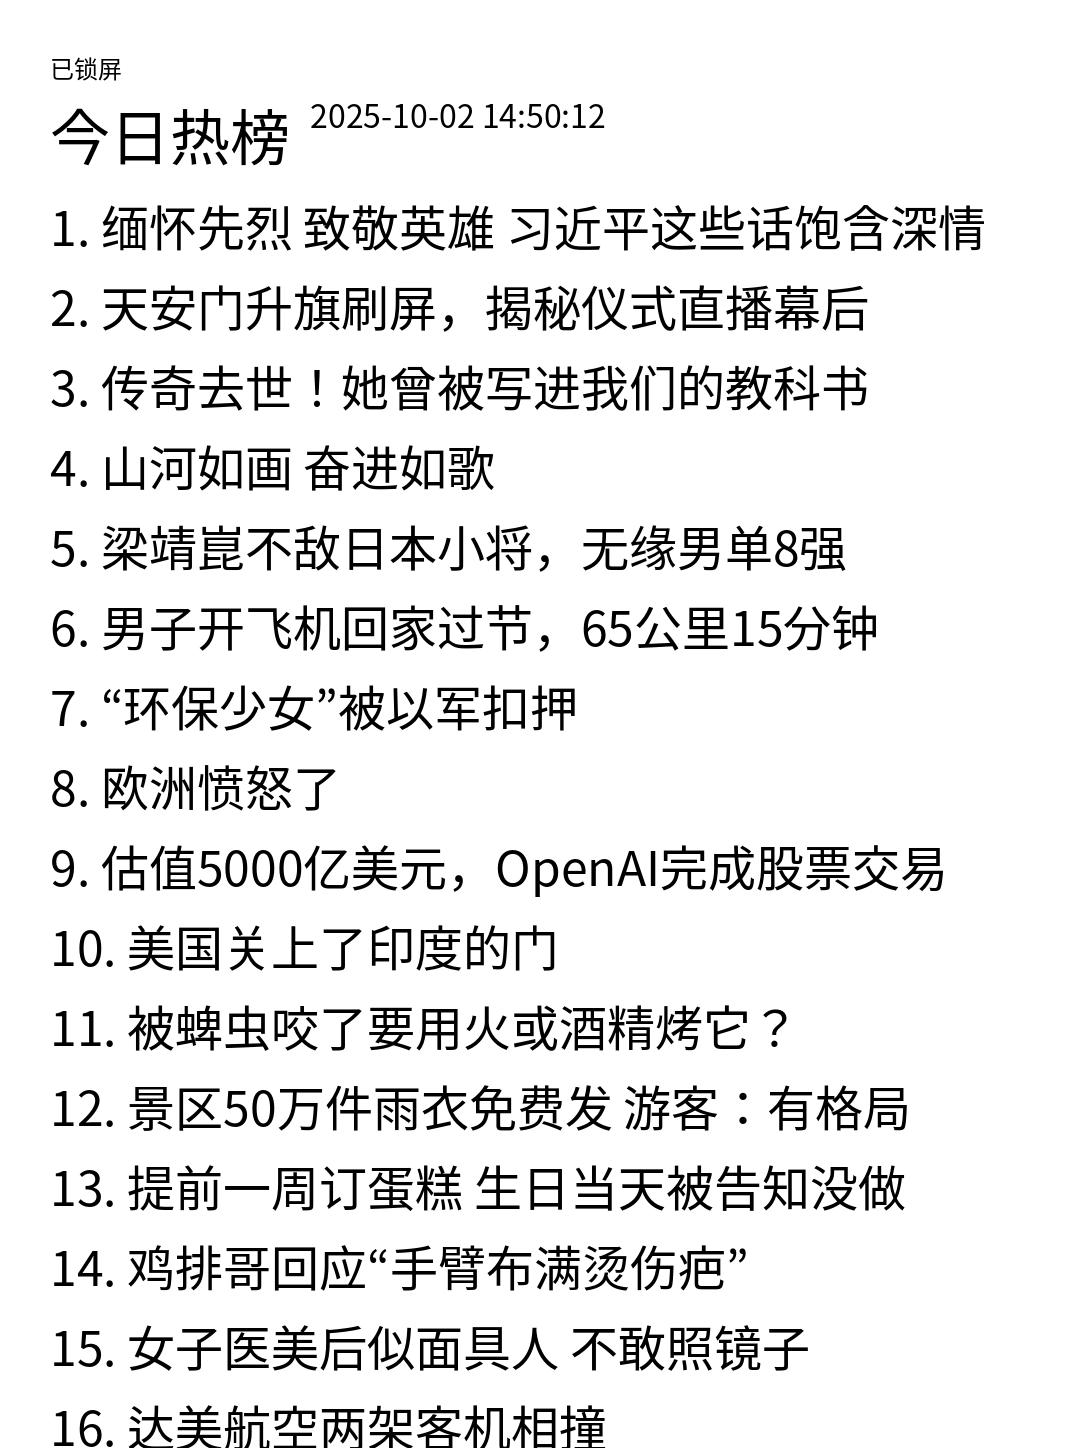 已锁屏
今日热榜 2025-10-02 14:50:12
1. 缅怀先烈 致敬英雄 习近平这些话饱含深情
2. 天安门升旗刷屏，揭秘仪式直播幕后
3. 传奇去世！她曾被写进我们的教科书
4. 山河如画 奋进如歌
5. 梁靖崑不敌日本小将，无缘男单8强
6. 男子开飞机回家过节，65公里15分钟
7. “环保少女”被以军扣押
8. 欧洲愤怒了
9. 估值5000亿美元，OpenAI完成股票交易
10. 美国关上了印度的门
11. 被蜱虫咬了要用火或酒精烤它？
12. 景区50万件雨衣免费发 游客：有格局
13. 提前一周订蛋糕 生日当天被告知没做
14. 鸡排哥回应“手臂布满烫伤疤”
15. 女子医美后似面具人 不敢照镜子
16. 达美航空两架客机相撞